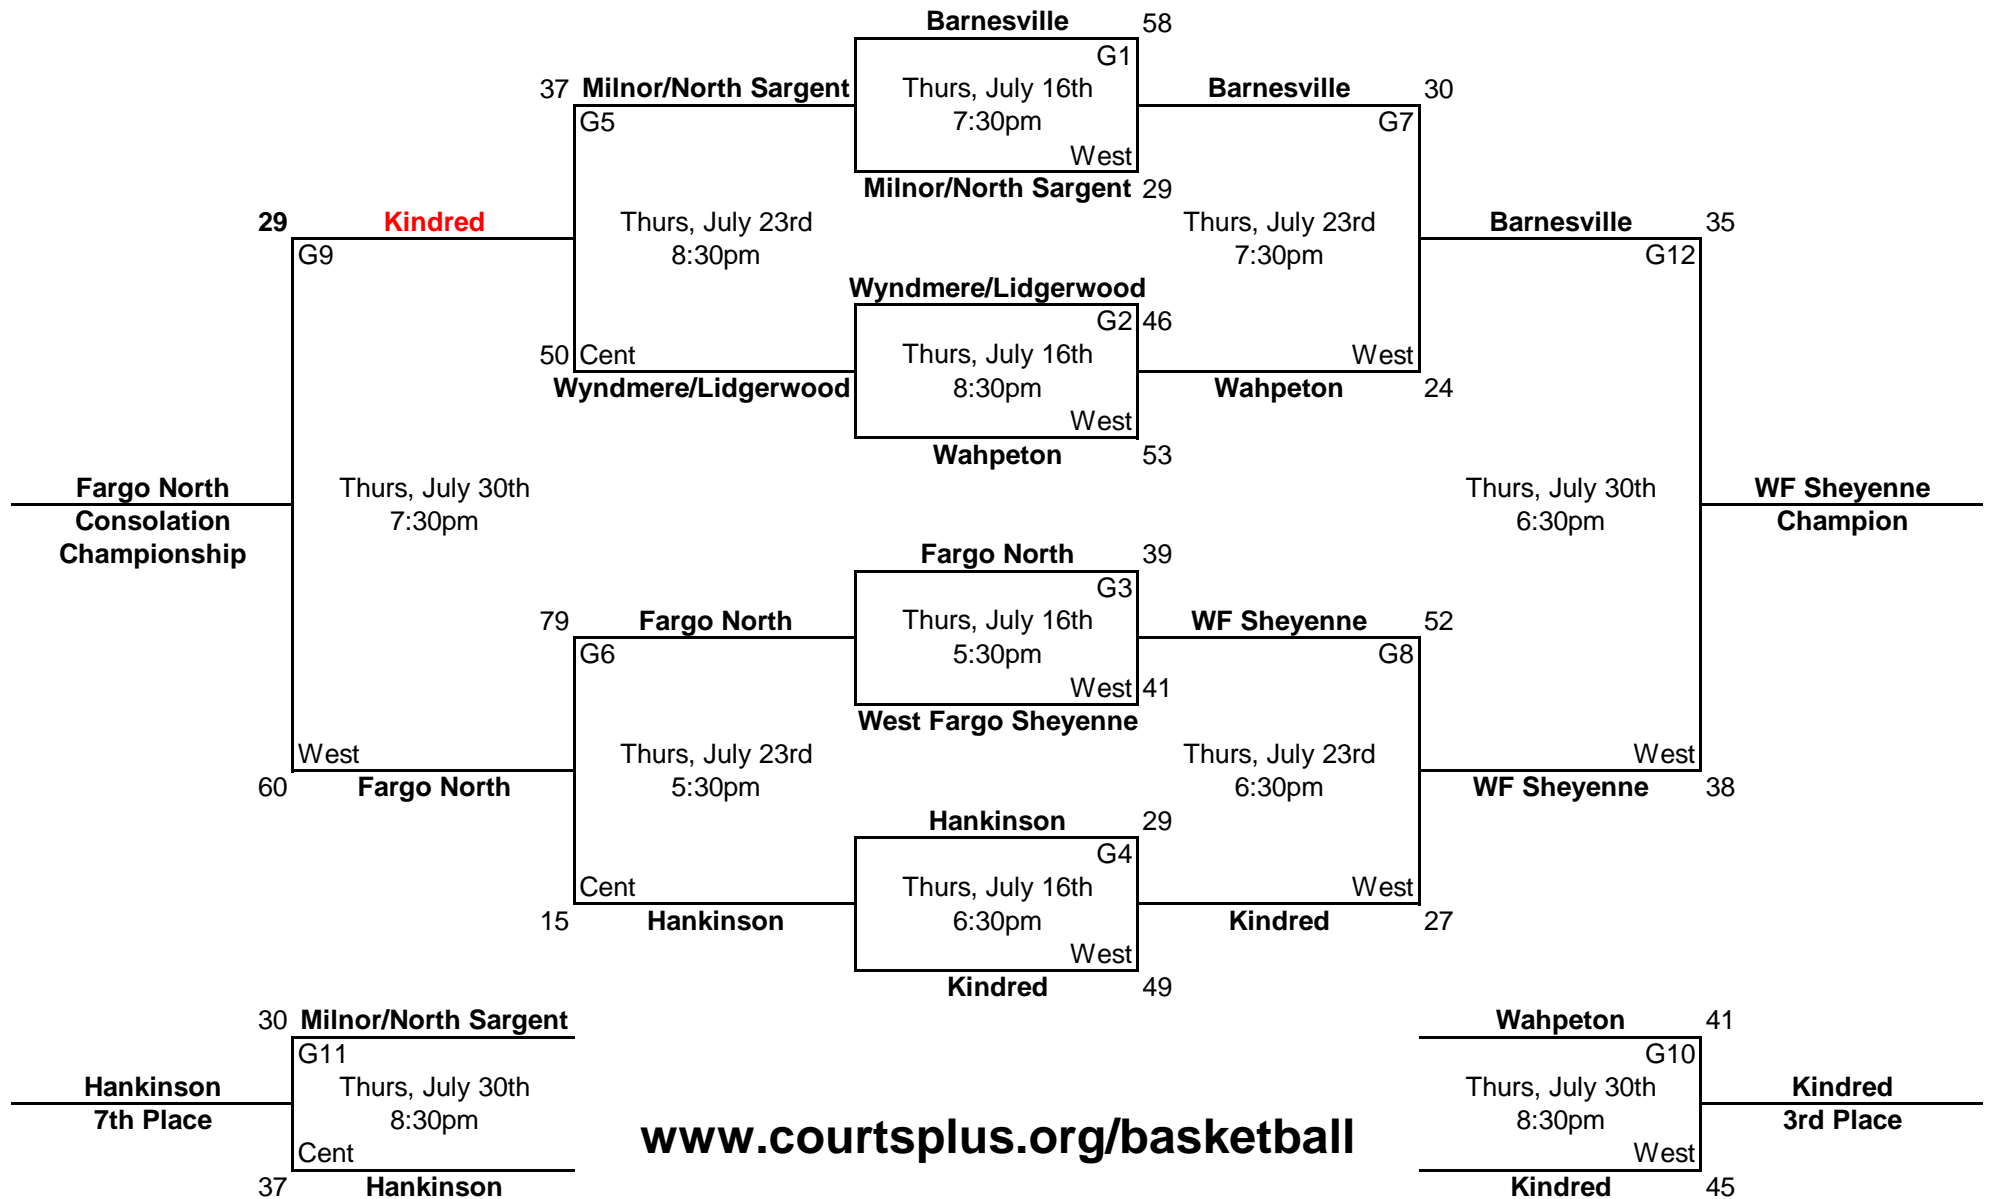 Barnesville 58
G1
37 Milnor/North Sargent Thurs, July 16th Barnesville 30
G5 7:30pm G7
West
Milnor/North Sargent 29
29 Kindred Thurs, July 23rd Thurs, July 23rd Barnesville 35
G9 8:30pm 7:30pm G12
Wyndmere/Lidgerwood
G2 46
50 Cent Thurs, July 16th West
Wyndmere/Lidgerwood 8:30pm Wahpeton 24
West
Wahpeton 53
Fargo North Thurs, July 30th Thurs, July 30th WF Sheyenne
Consolation 7:30pm 6:30pm Champion
Championship Fargo North 39
G3
79 Fargo North Thurs, July 16th WF Sheyenne 52
G6 5:30pm G8
West 41
West Fargo Sheyenne
West Thurs, July 23rd Thurs, July 23rd West
60 Fargo North 5:30pm 6:30pm WF Sheyenne 38
Hankinson 29
G4
Cent Thurs, July 16th West
15 Hankinson 6:30pm Kindred 27
West
Kindred 49
30 Milnor/North Sargent Wahpeton 41
G11 G10
Hankinson Thurs, July 30th Thurs, July 30th Kindred
7th Place 8:30pm www.courtsplus.org/basketball 8:30pm 3rd Place
Cent West
37 Hankinson Kindred 45